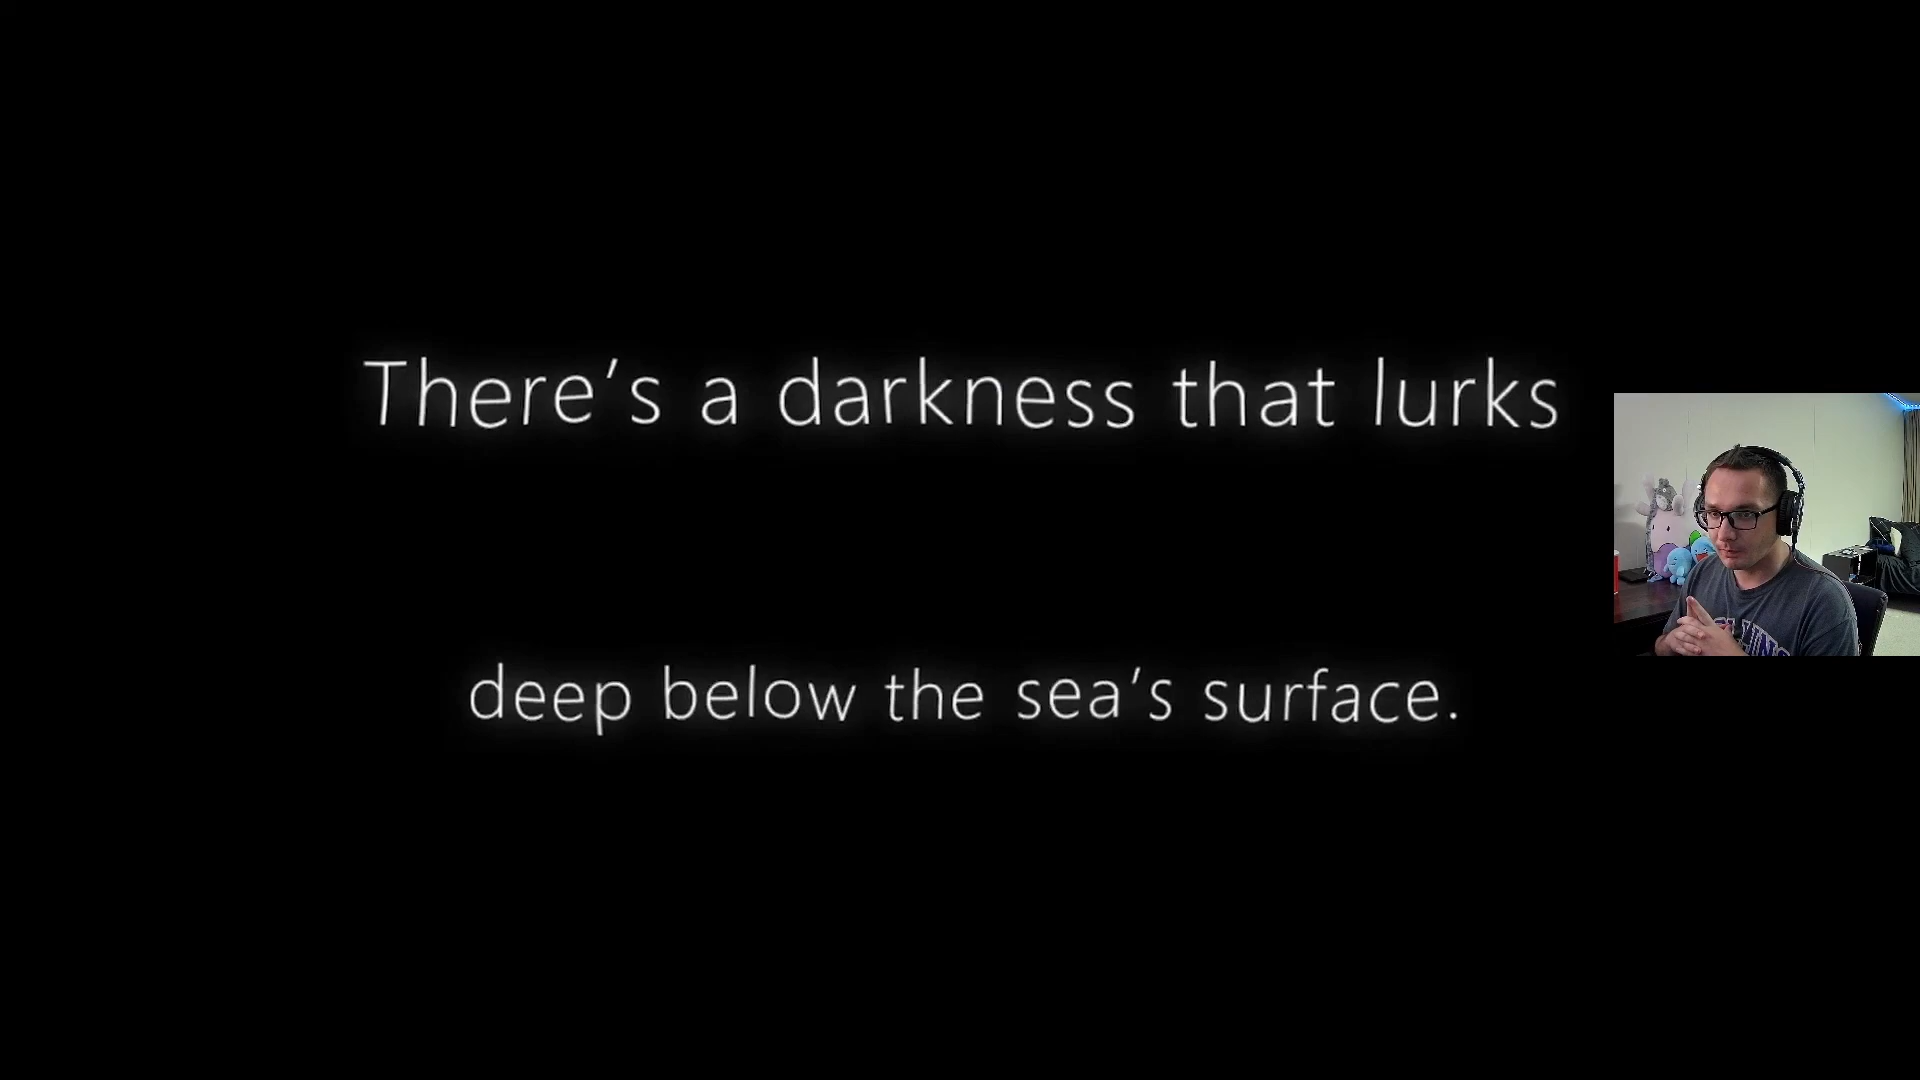 There's a darkness that lurks
deep below the sea's surface.